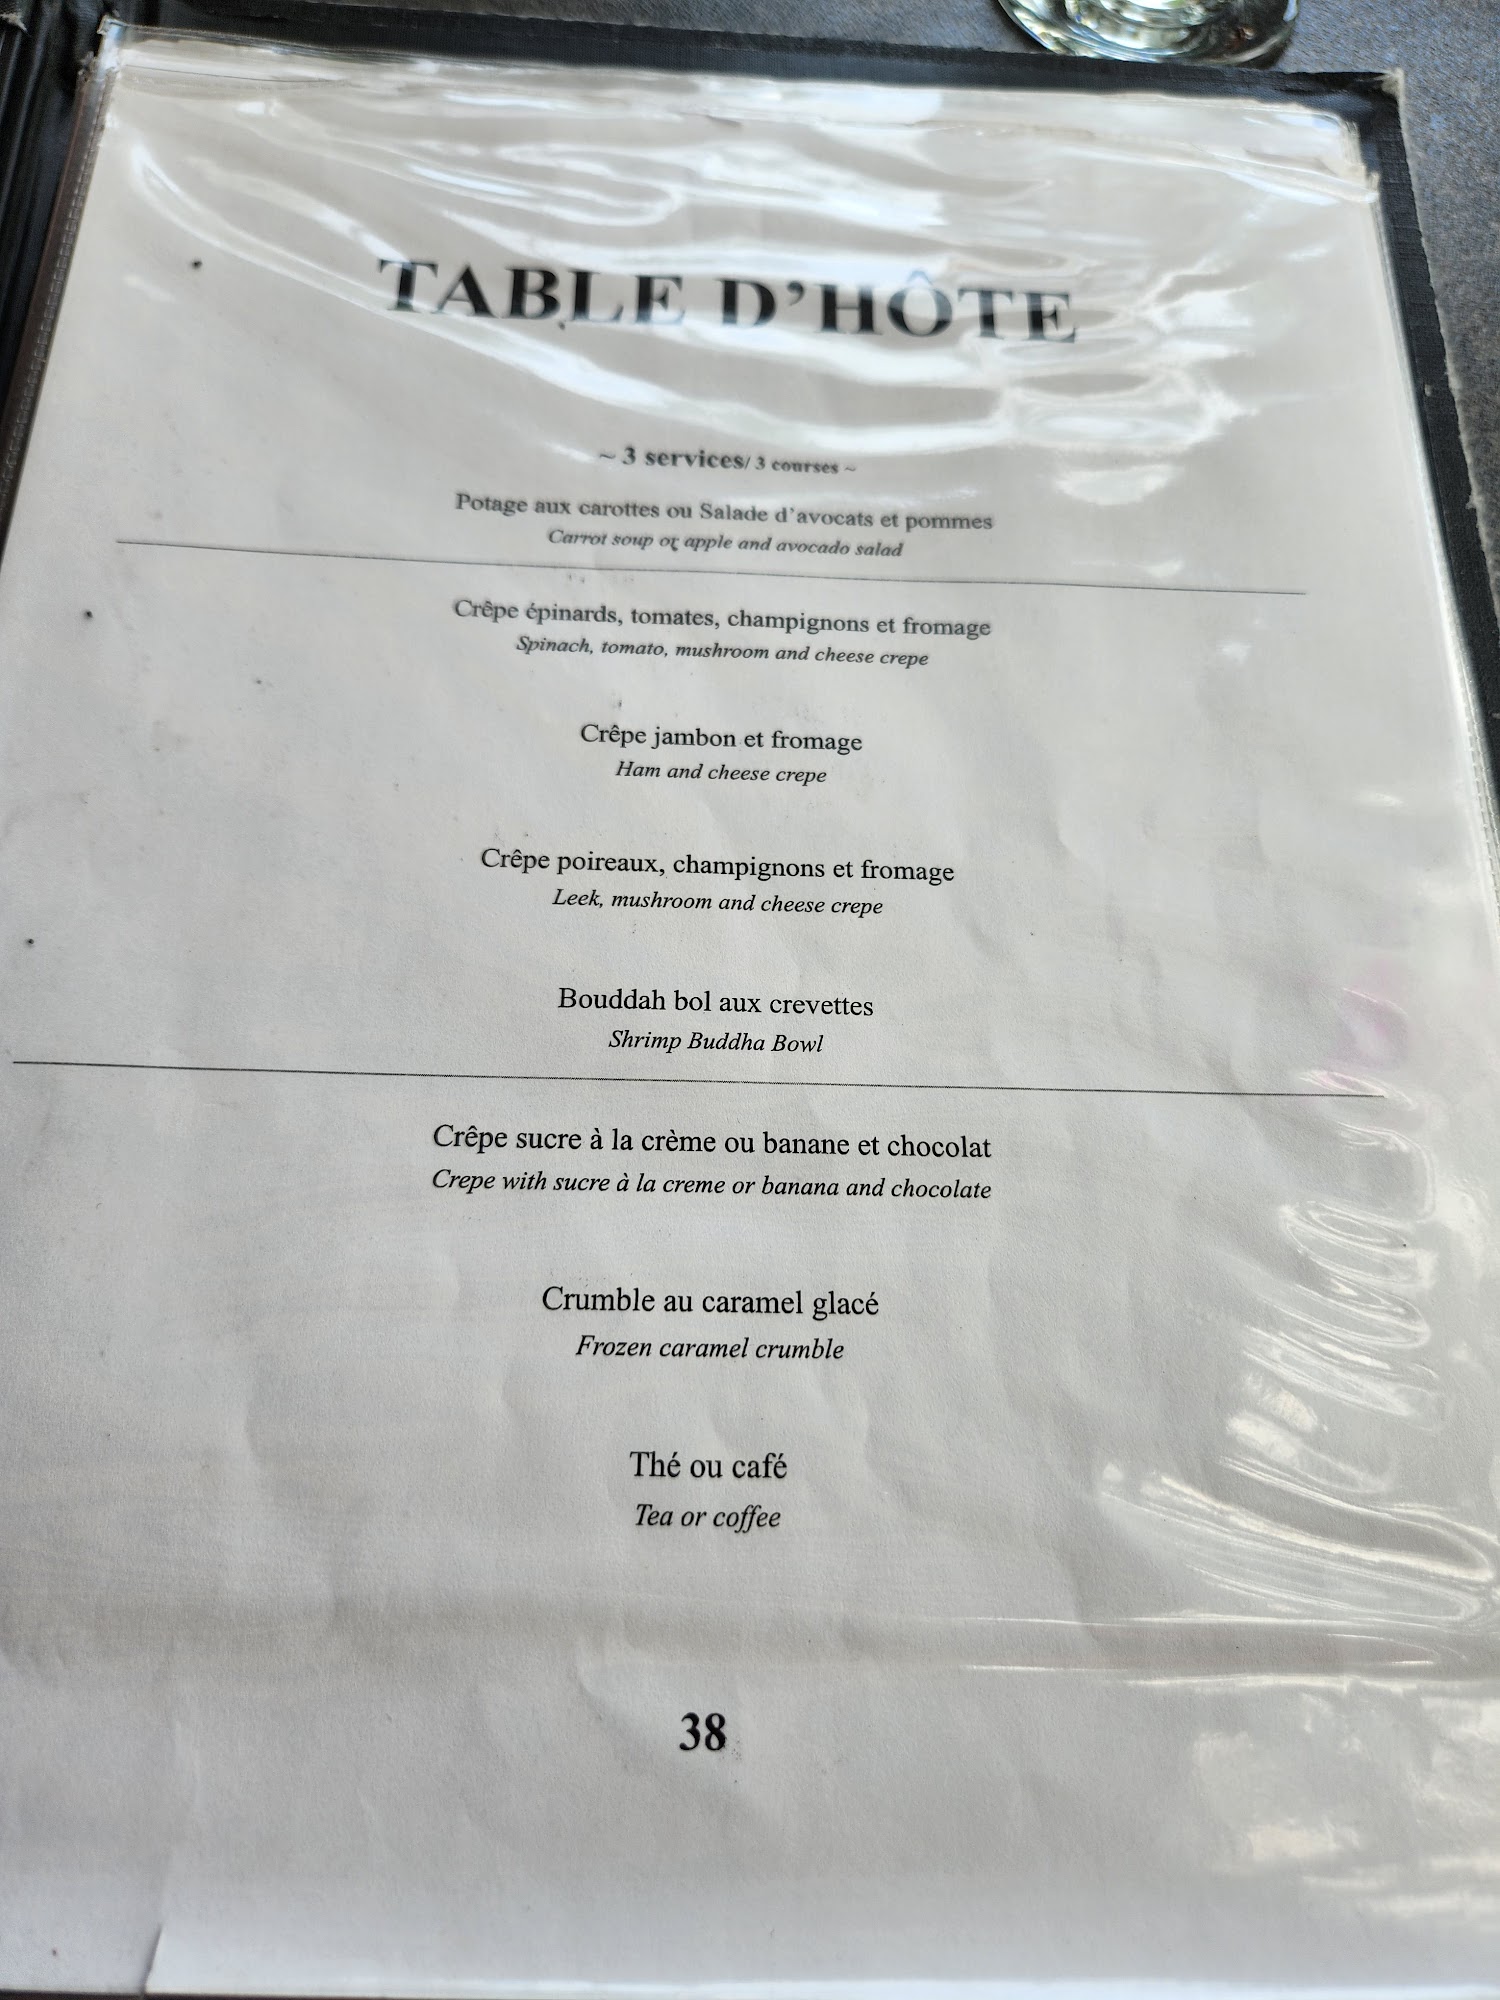 TABLE D'HÔTE
~ 3 services/ 3 courses ~
Potage aux carottes ou Salade d'avocats et pommes
Carrot soup or apple and avocado salad
Crêpe épinards, tomates, champignons et fromage
Spinach, tomato, mushroom and cheese crepe
Crêpe jambon et fromage
Ham and cheese crepe
Crêpe poireaux, champignons et fromage
Leek, mushroom and cheese crepe
Bouddah bol aux crevettes
Shrimp Buddha Bowl
Crêpe sucre à la crème ou banane et chocolat
Crepe with sucre à la creme or banana and chocolate
Crumble au caramel glacé
Frozen caramel crumble
Thé ou café
Tea or coffee
38